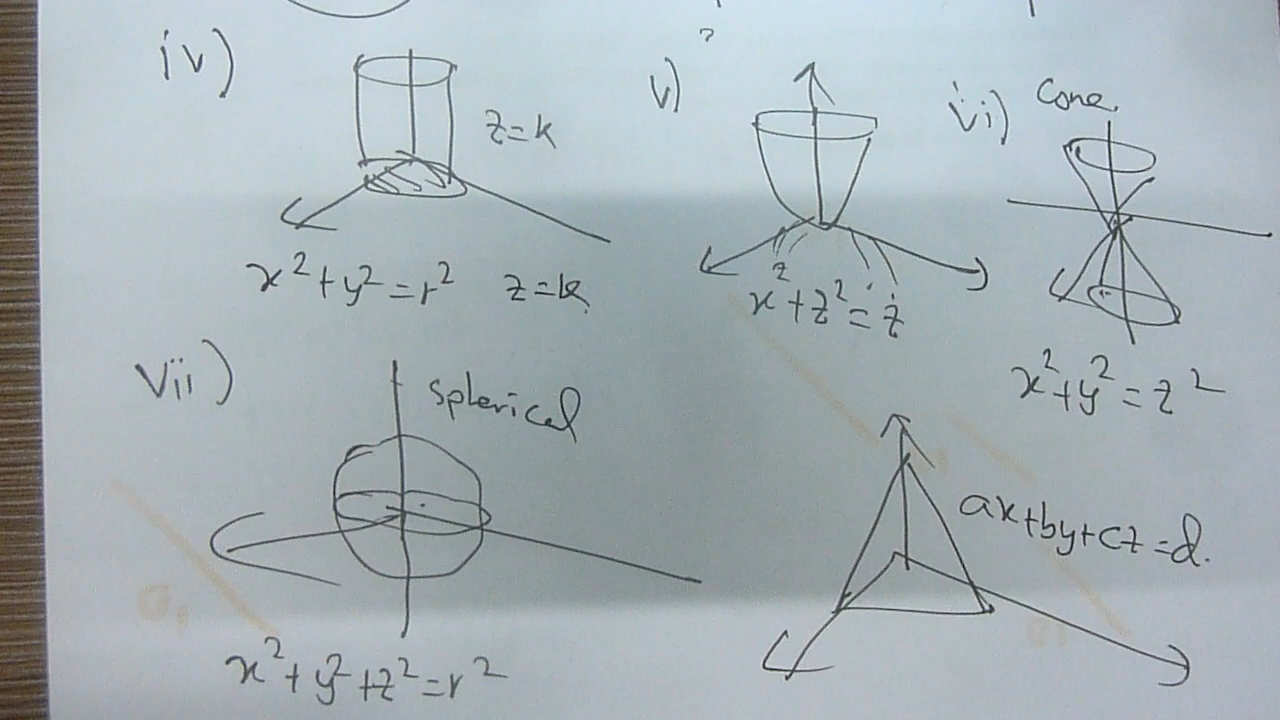 iv)
z=k
x²+y²=r² z=k
v)
x²+z²=z
vi) Cone.
x²+y²=z²
vii)
Spherical
x²+y²+z²=r²
ax+by+cz=d.